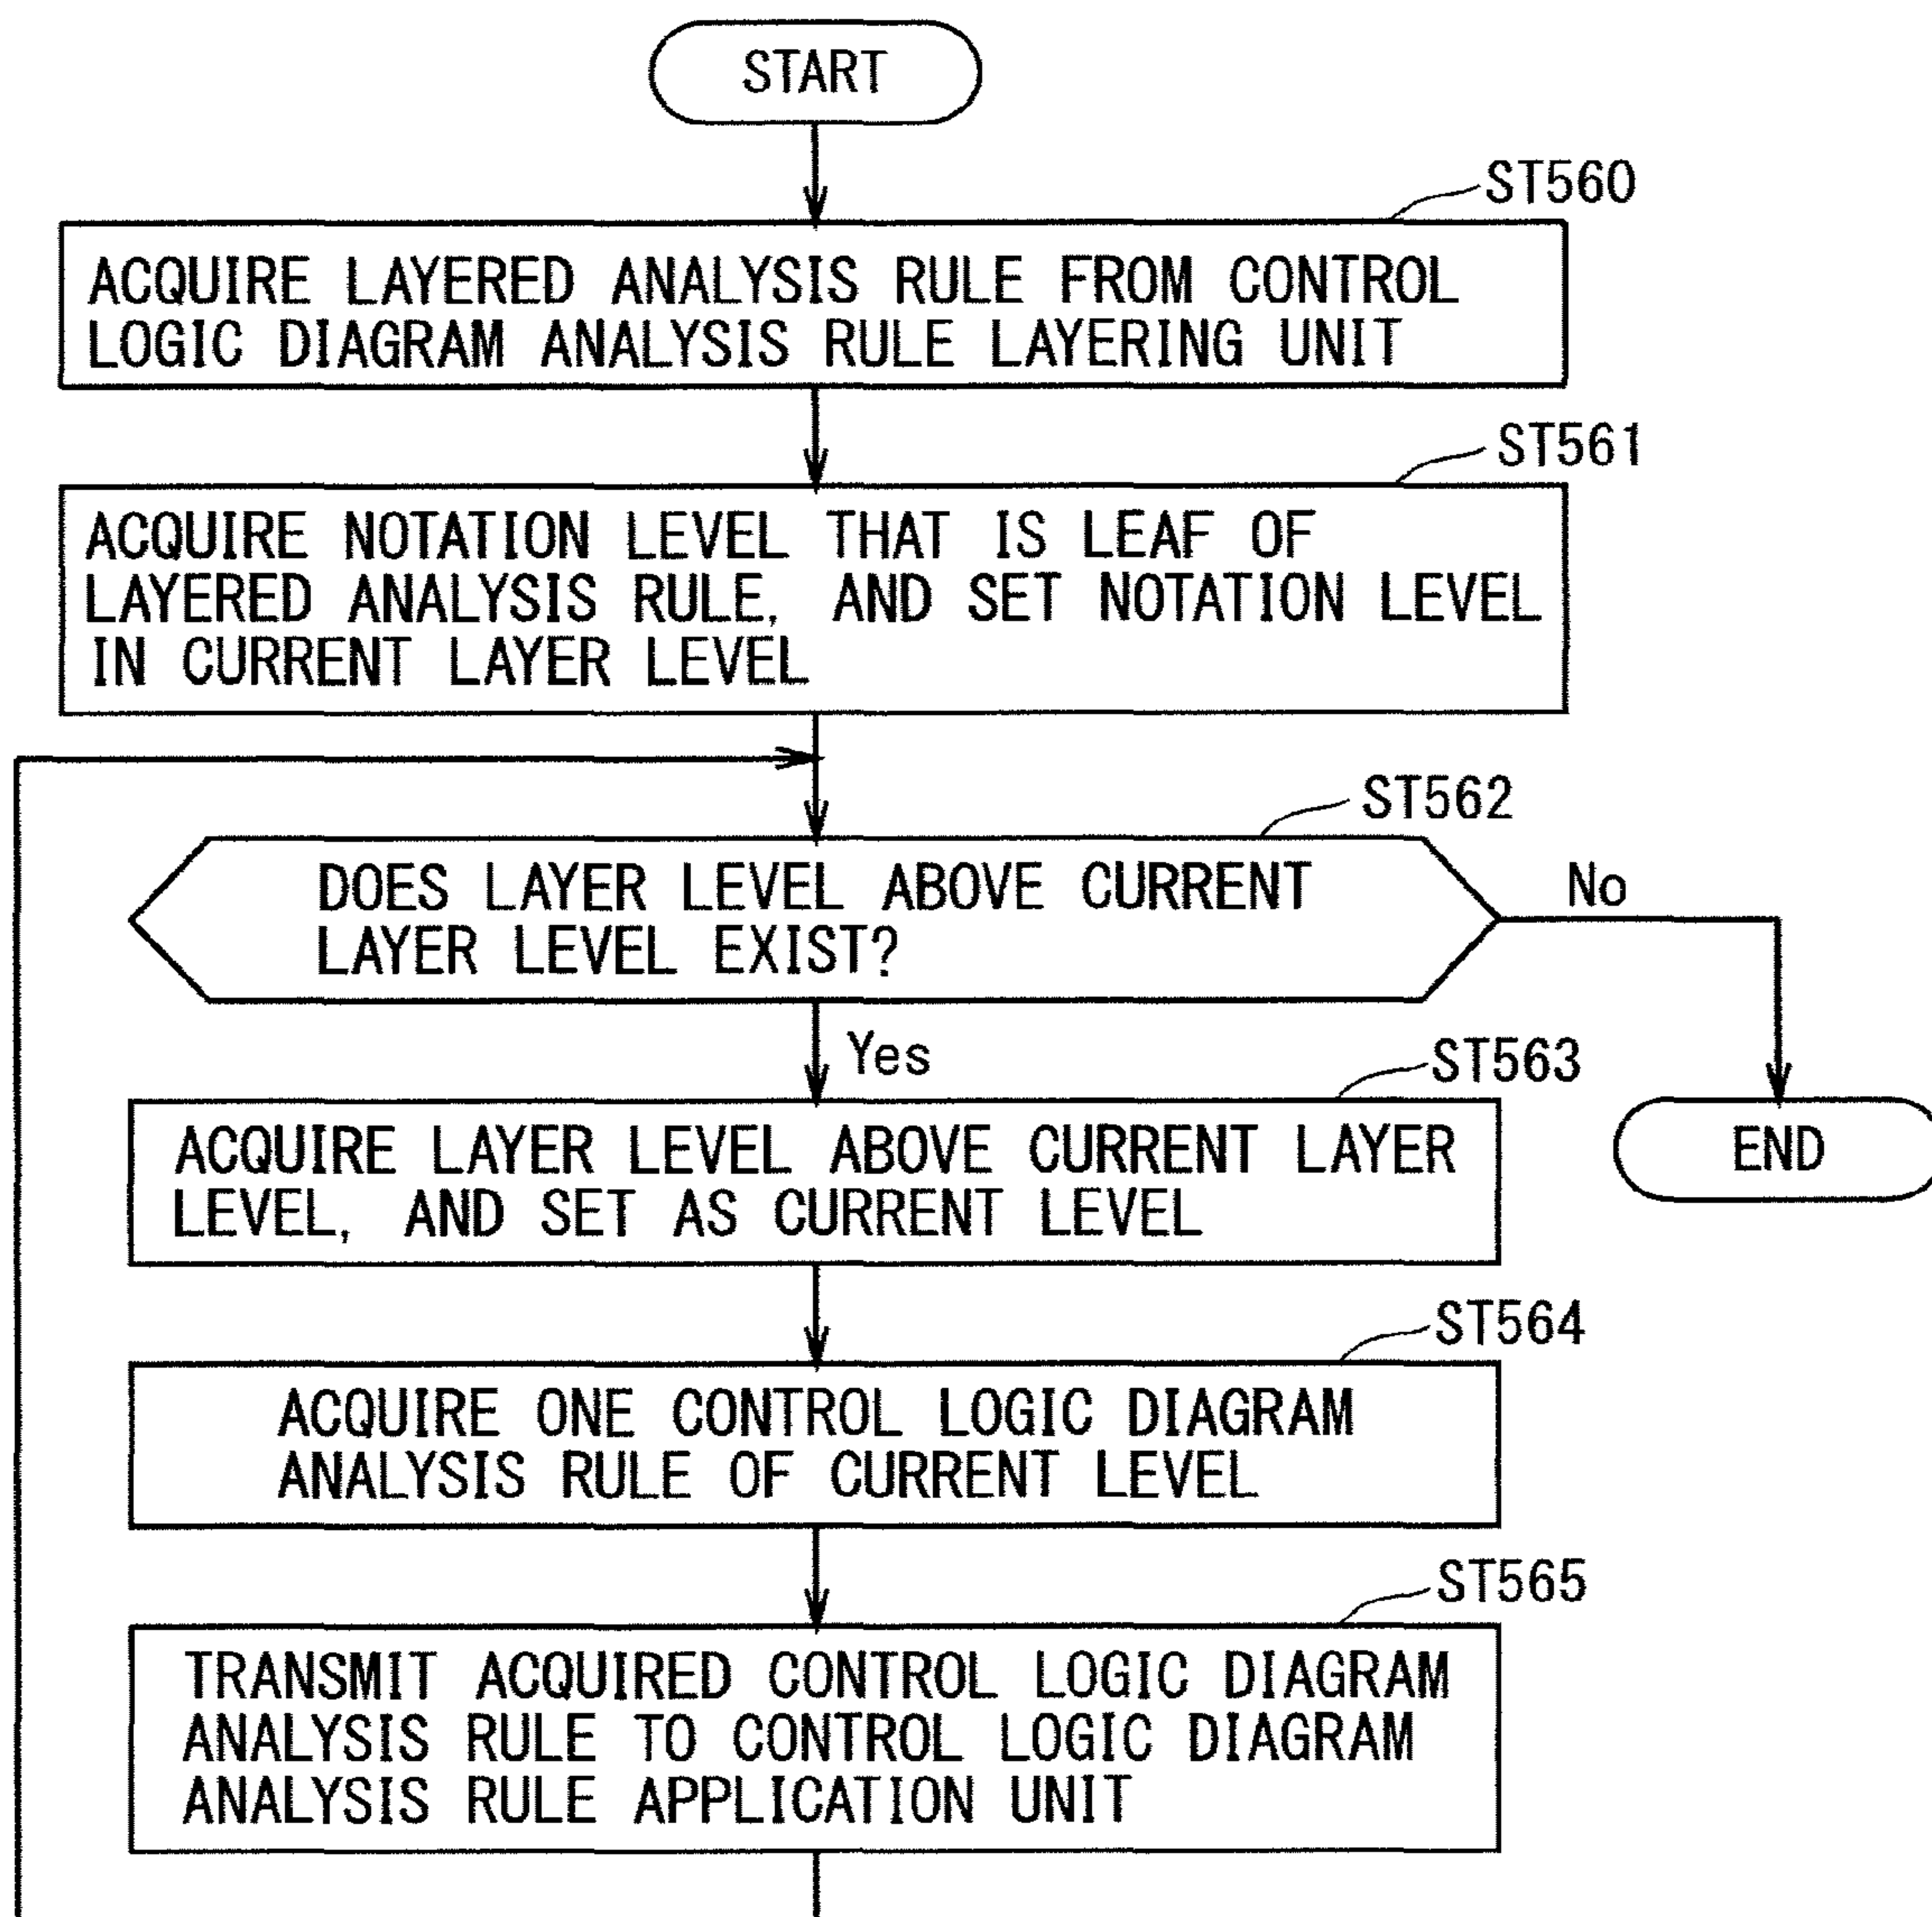 START
ST560
ACQUIRE LAYERED ANALYSIS RULE FROM CONTROL
LOGIC DIAGRAM ANALYSIS RULE LAYERING UNIT
ST561
ACQUIRE NOTATION LEVEL THAT IS LEAF OF
LAYERED ANALYSIS RULE, AND SET NOTATION LEVEL
IN CURRENT LAYER LEVEL
ST562
DOES LAYER LEVEL ABOVE CURRENT
LAYER LEVEL EXIST?
No
Yes
ST563
ACQUIRE LAYER LEVEL ABOVE CURRENT LAYER
LEVEL, AND SET AS CURRENT LEVEL
END
ST564
ACQUIRE ONE CONTROL LOGIC DIAGRAM
ANALYSIS RULE OF CURRENT LEVEL
ST565
TRANSMIT ACQUIRED CONTROL LOGIC DIAGRAM
ANALYSIS RULE TO CONTROL LOGIC DIAGRAM
ANALYSIS RULE APPLICATION UNIT